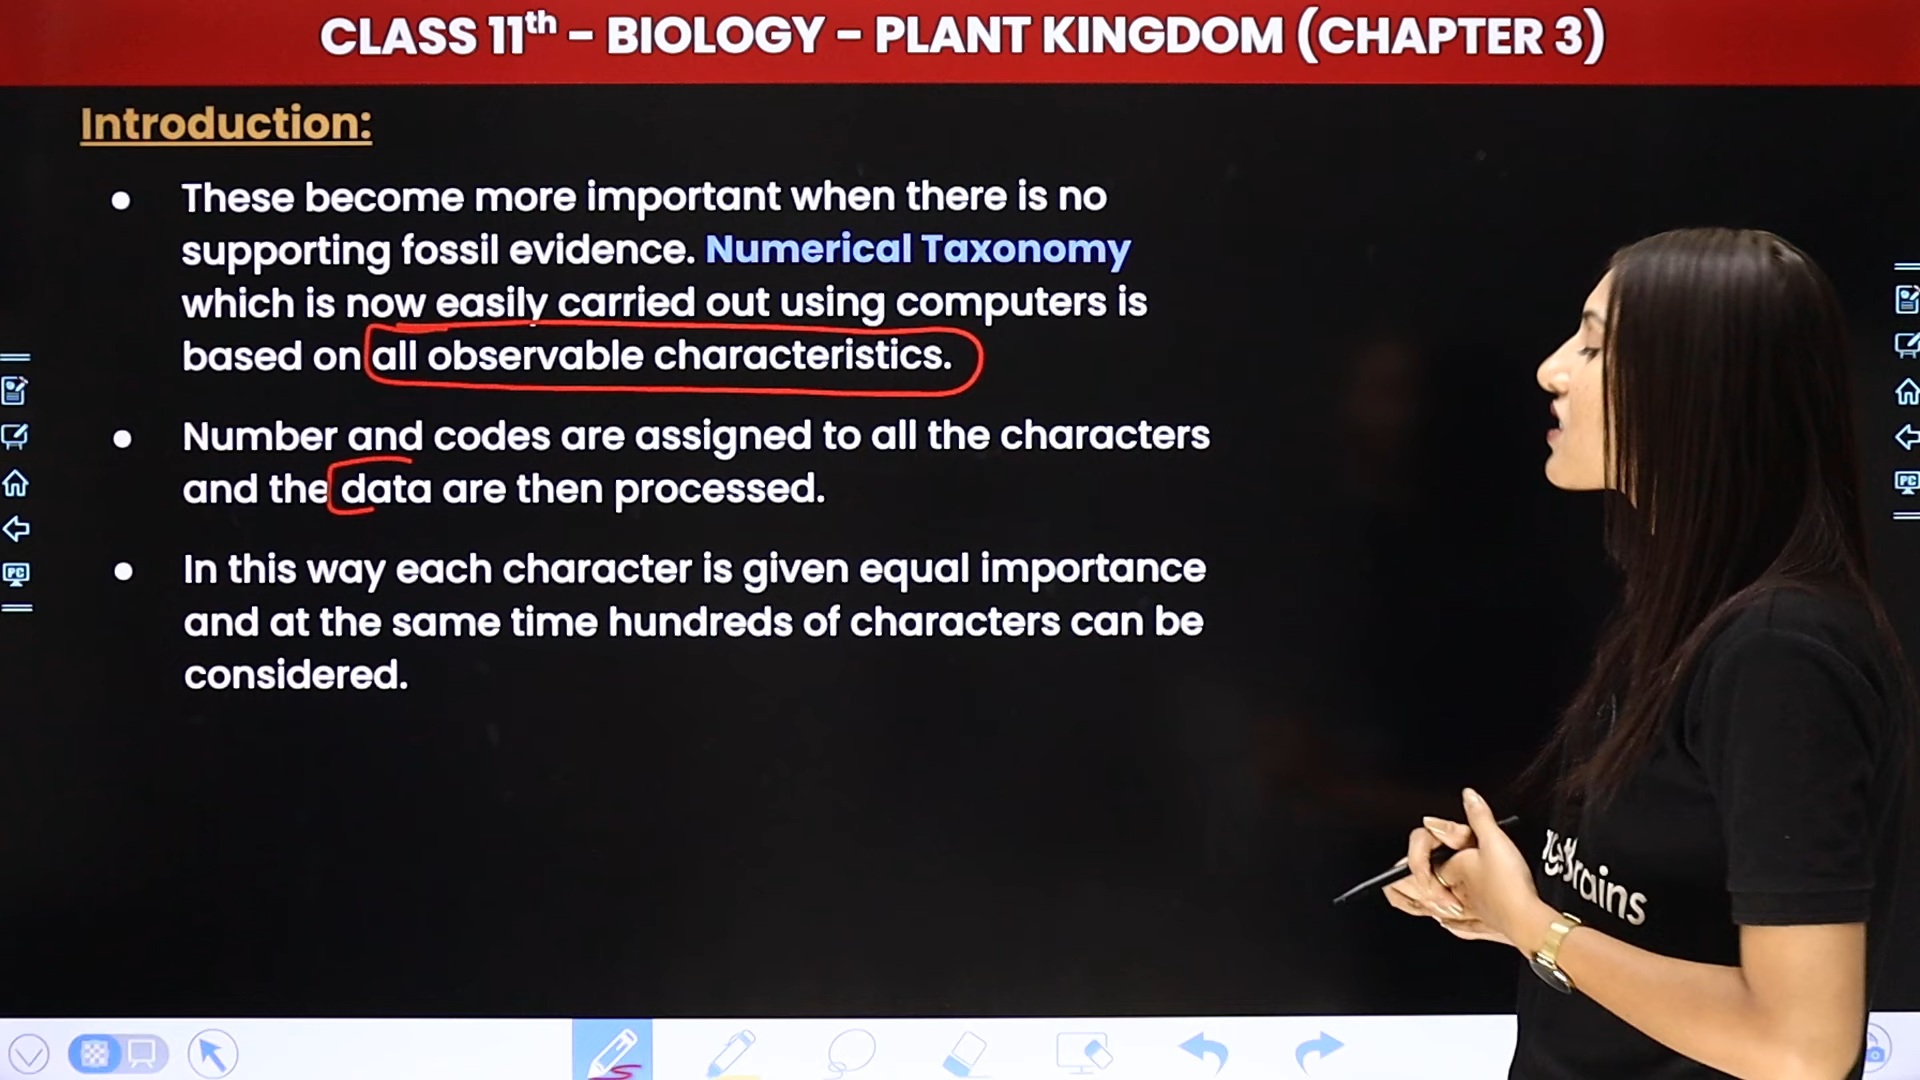 CLASS 11th – BIOLOGY – PLANT KINGDOM (CHAPTER 3)
Introduction:
● These become more important when there is no
supporting fossil evidence. Numerical Taxonomy
which is now easily carried out using computers is
based on all observable characteristics.
● Number and codes are assigned to all the characters
and the data are then processed.
● In this way each character is given equal importance
and at the same time hundreds of characters can be
considered.
PC
PC
rains